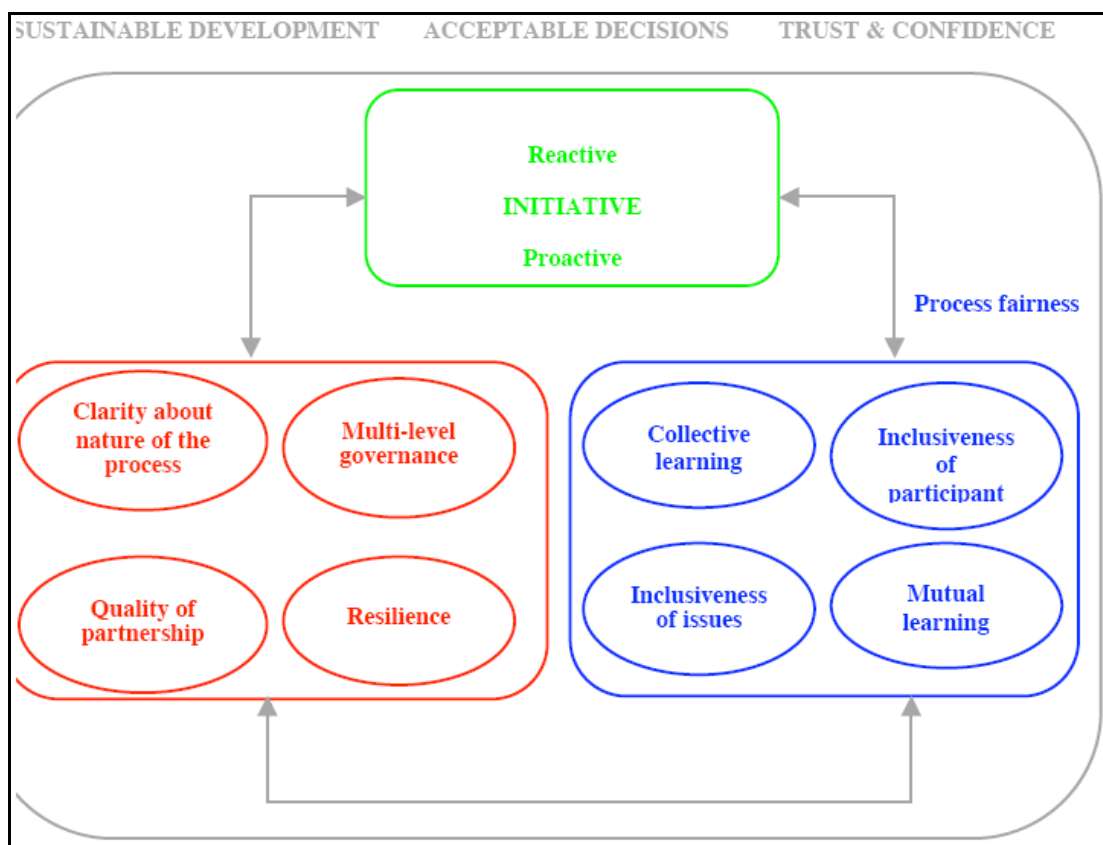 SUSTAINABLE DEVELOPMENT ACCEPTABLE DECISIONS TRUST & CONFIDENCE
Reactive
INITIATIVE
Proactive
Process fairness
Clarity about
nature of the
process
Multi-level
governance
Collective
learning
Inclusiveness
of
participant
Quality of
partnership
Resilience
Inclusiveness
of issues
Mutual
learning